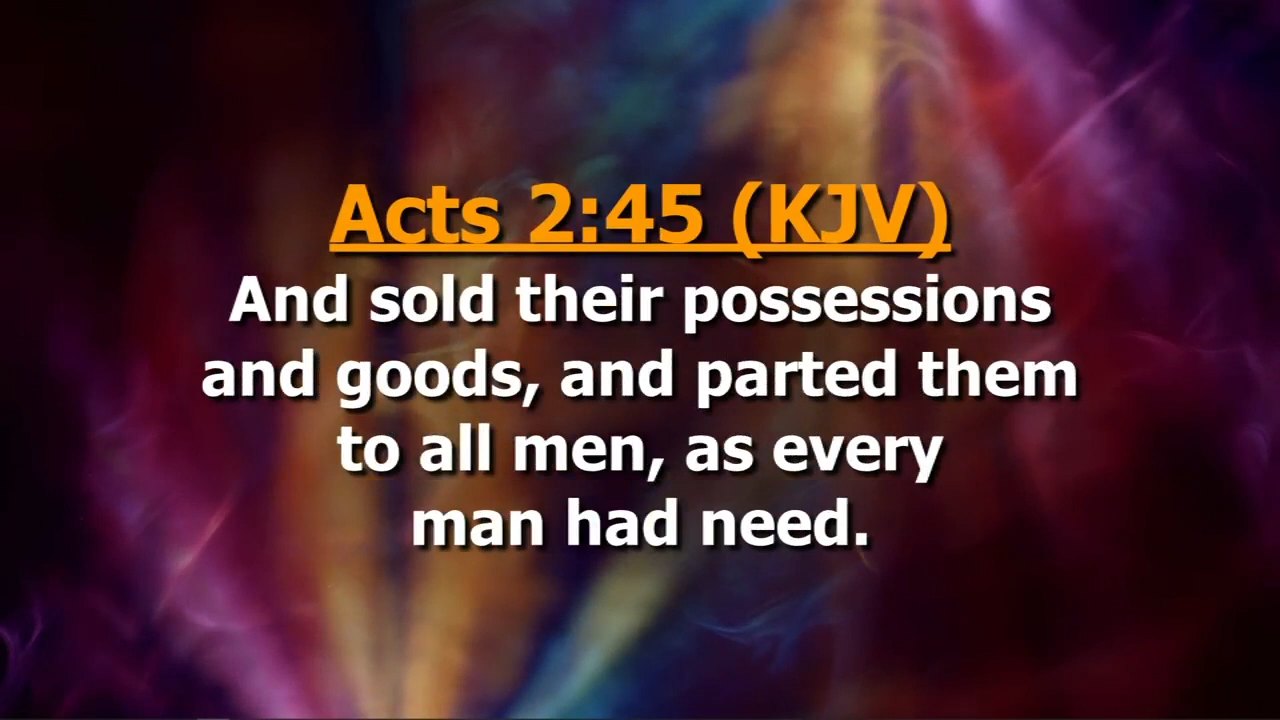 Acts 2:45 (KJV)
And sold their possessions
and goods, and parted them
to all men, as every
man had need.